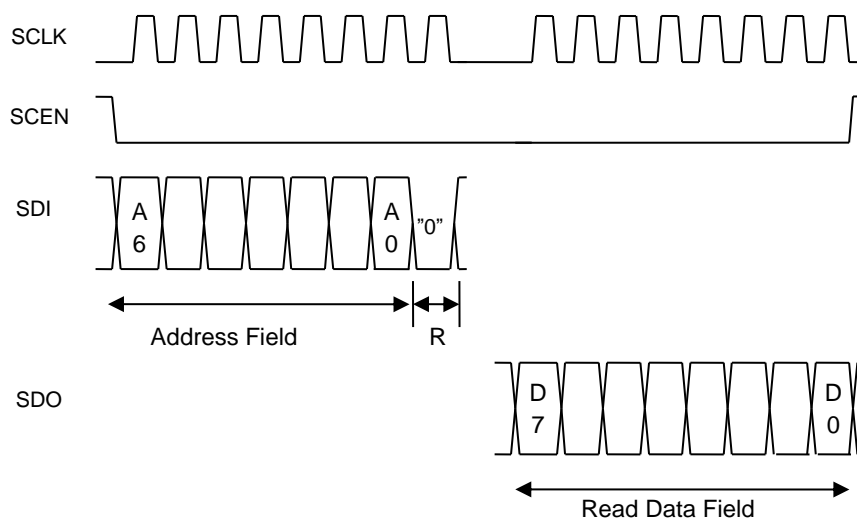 SCLK
SCEN
SDI
A
6
A
0
”0”
Address Field
R
SDO
D
7
D
0
Read Data Field